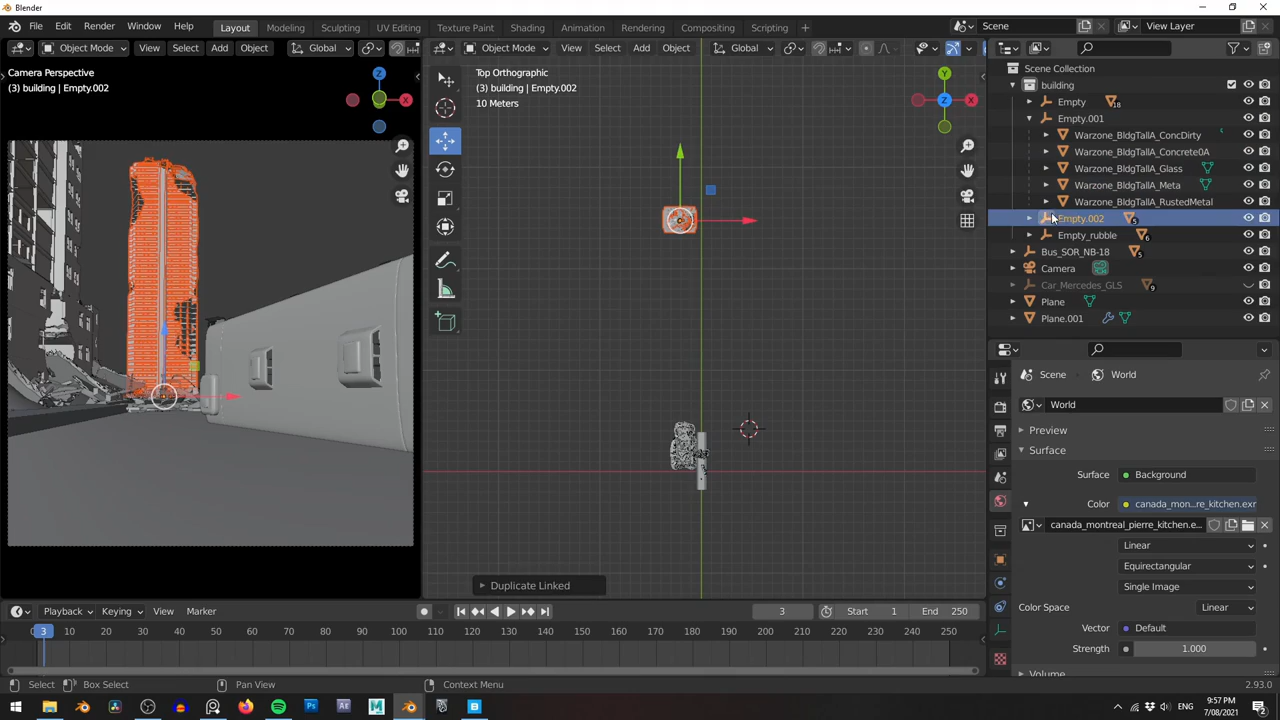 Blender
File Edit Render Window Help
Layout Modeling Sculpting UV Editing Texture Paint Shading Animation Rendering Compositing Scripting +
Scene
View Layer
Object Mode View Select Add Object Global
Object Mode View Select Add Object Global
Camera Perspective
(3) building | Empty.002
Z
X
Top Orthographic
(3) building | Empty.002
10 Meters
Y
Z
X
Duplicate Linked
Scene Collection
building
Empty 18
Empty.001
Warzone_BldgTallA_ConcDirty
Warzone_BldgTallA_Concrete0A
Warzone_BldgTallA_Glass
Warzone_BldgTallA_Meta
Warzone_BldgTallA_RustedMetal
Empty.002 5
Empty_rubble 6
Bus_SOR_NB-18 5
Camera
Car_Mercedes_GLS 9
Plane
Plane.001
Scene World
World
Preview
Surface
Surface Background
Color canada_mon...re_kitchen.exr
canada_montreal_pierre_kitchen.e...
Linear
Equirectangular
Single Image
Color Space Linear
Vector Default
Strength 1.000
Volume
Playback Keying View Marker
3 Start 1 End 250
3 10 20 30 40 50 60 70 80 90 100 110 120 130 140 150 160 170 180 190 200 210 220 230 240 250
Select Box Select Pan View Context Menu 2.93.0
9:57 PM
ENG
7/08/2021